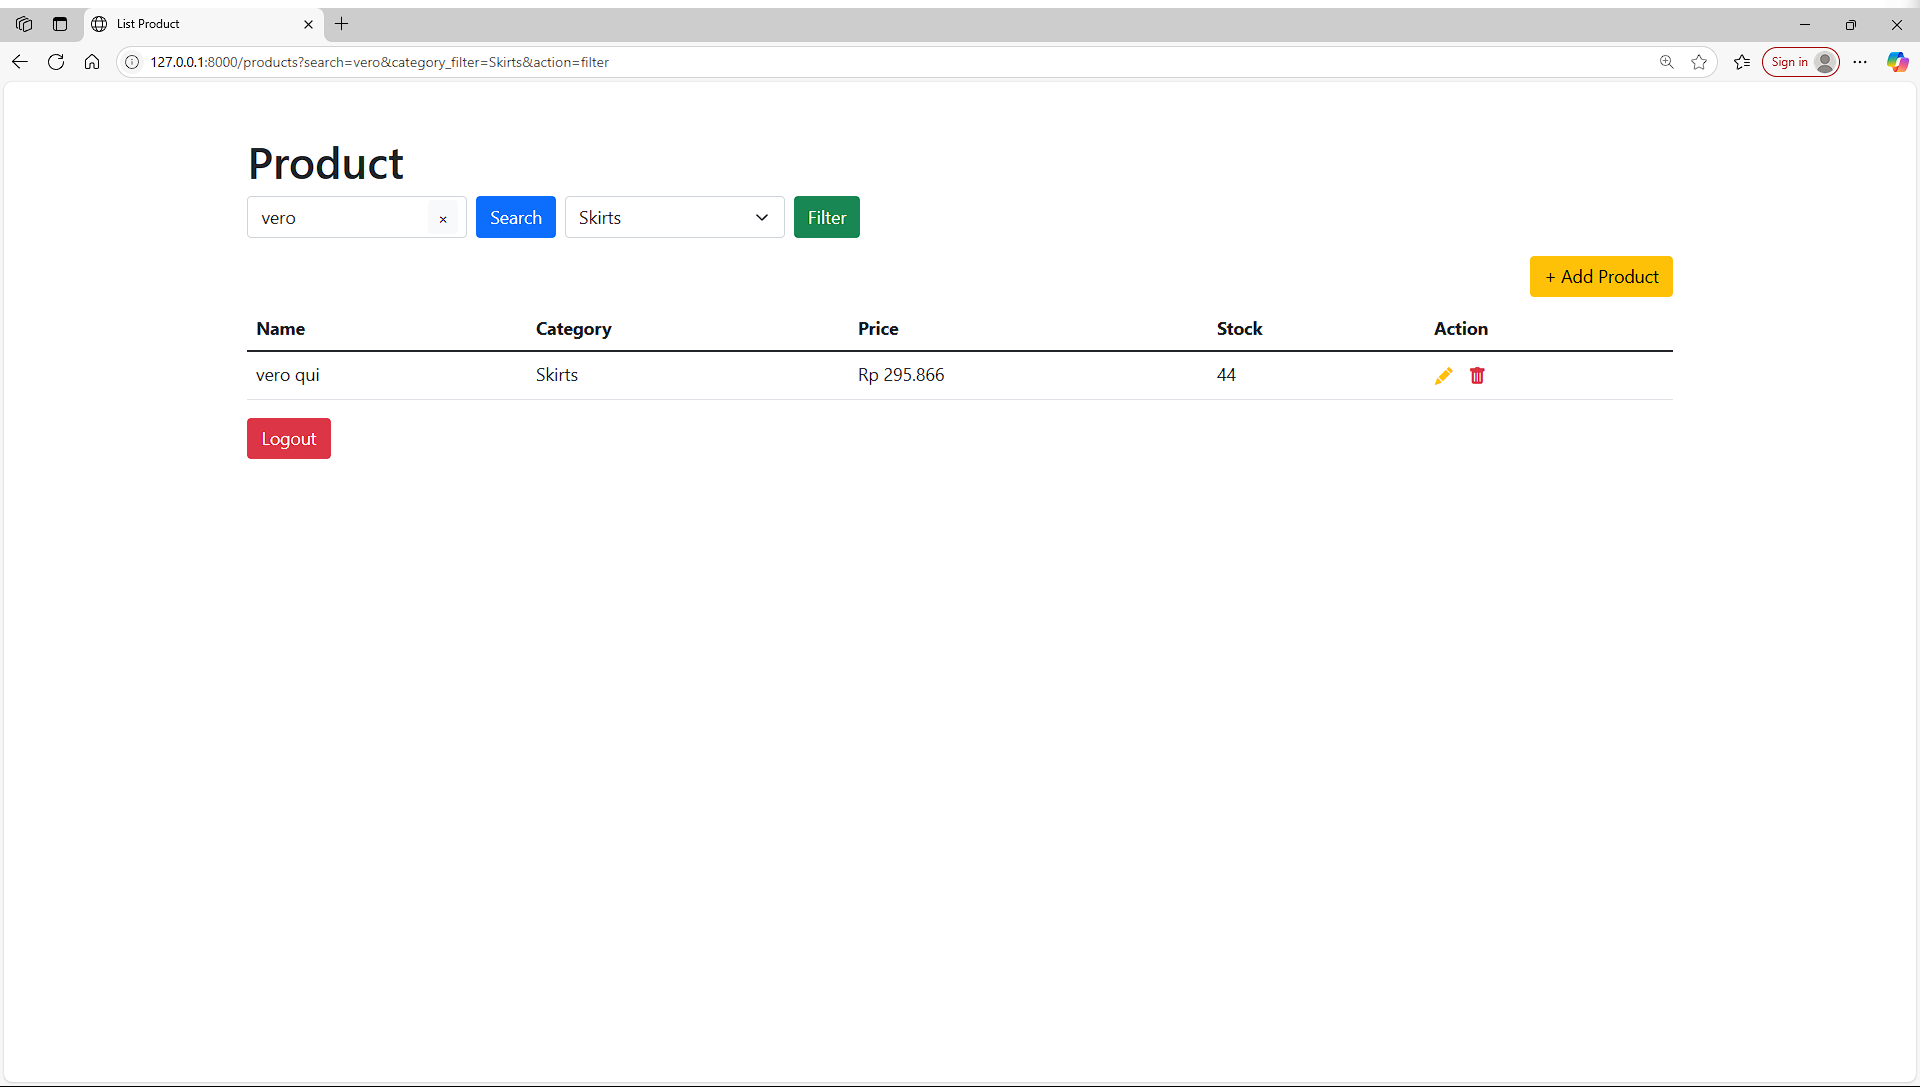 List Product
127.0.0.1:8000/products?search=vero&category_filter=Skirts&action=filter
Sign in
Product
vero × Search Skirts Filter
+ Add Product
Name Category Price Stock Action
vero qui Skirts Rp 295.866 44
Logout